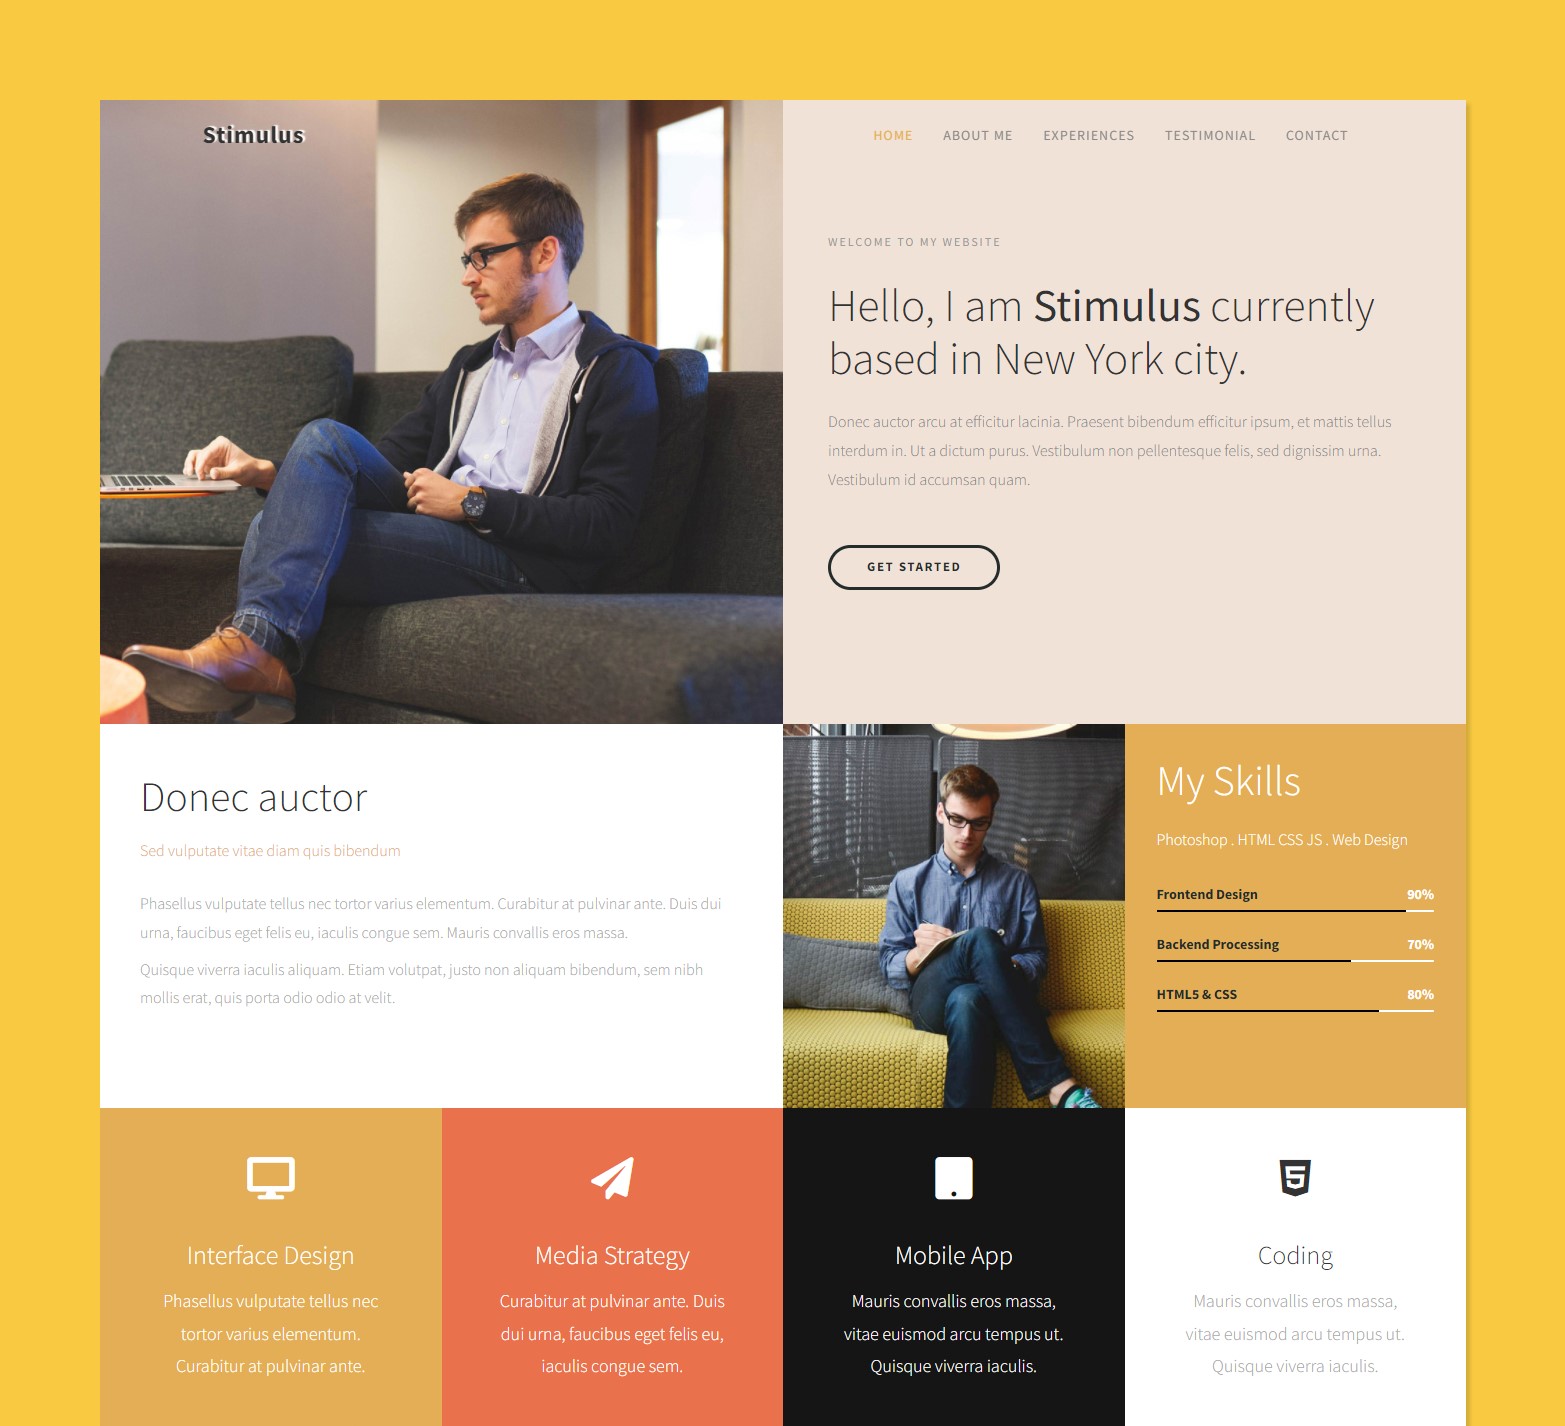 Stimulus
HOME ABOUT ME EXPERIENCES TESTIMONIAL CONTACT
WELCOME TO MY WEBSITE
Hello, I am Stimulus currently
based in New York city.
Donec auctor arcu at efficitur lacinia. Praesent bibendum efficitur ipsum, et mattis tellus
interdum in. Ut a dictum purus. Vestibulum non pellentesque felis, sed dignissim urna.
Vestibulum id accumsan quam.
GET STARTED
Donec auctor
Sed vulputate vitae diam quis bibendum
Phasellus vulputate tellus nec tortor varius elementum. Curabitur at pulvinar ante. Duis dui
urna, faucibus eget felis eu, iaculis congue sem. Mauris convallis eros massa.
Quisque viverra iaculis aliquam. Etiam volutpat, justo non aliquam bibendum, sem nibh
mollis erat, quis porta odio odio at velit.
My Skills
Photoshop . HTML CSS JS . Web Design
Frontend Design 90%
Backend Processing 70%
HTML5 & CSS 80%
Interface Design
Phasellus vulputate tellus nec
tortor varius elementum.
Curabitur at pulvinar ante.
Media Strategy
Curabitur at pulvinar ante. Duis
dui urna, faucibus eget felis eu,
iaculis congue sem.
Mobile App
Mauris convallis eros massa,
vitae euismod arcu tempus ut.
Quisque viverra iaculis.
5
Coding
Mauris convallis eros massa,
vitae euismod arcu tempus ut.
Quisque viverra iaculis.